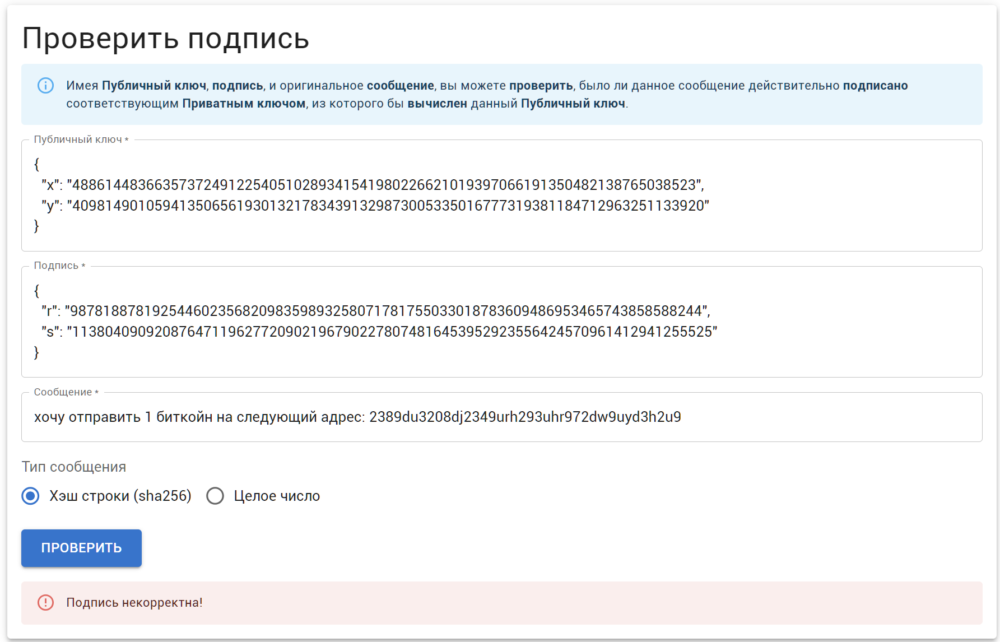 Проверить подпись
Имея Публичный ключ, подпись, и оригинальное сообщение, вы можете проверить, было ли данное сообщение действительно подписано
соответствующим Приватным ключом, из которого бы вычислен данный Публичный ключ.
Публичный ключ *
{
"x": "48861448366357372491225405102893415419802266210193970661913504821387650​38523",
"y": "40981490105941350656193013217834391329873005335016777319381184712963251133920"
}
Подпись *
{
"r": "98781887819254460235682098359893258071781755033018783609486953465743858588244",
"s": "113804090920876471196277209021967902278074816453952923556424570961412941255525"
}
Сообщение *
хочу отправить 1 биткойн на следующий адрес: 2389du3208dj2349urh293uhr972dw9uyd3h2u9
Тип сообщения
Хэш строки (sha256) Целое число
ПРОВЕРИТЬ
Подпись некорректна!